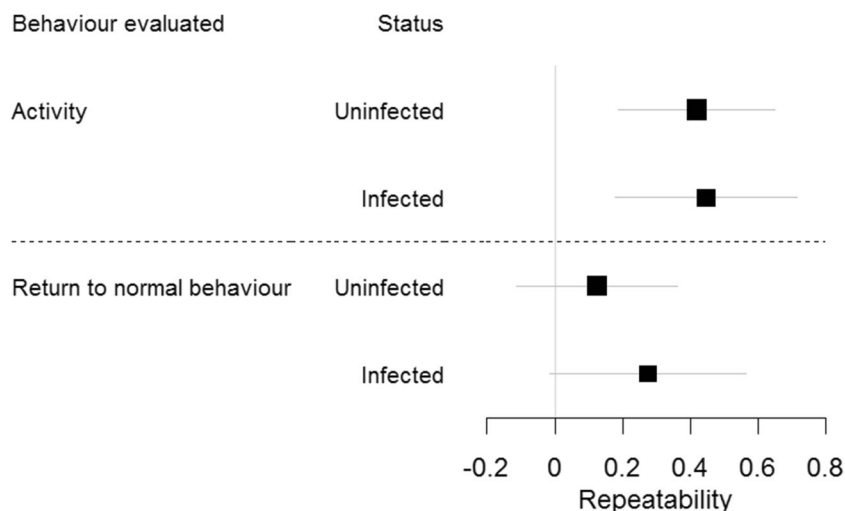 Behaviour evaluated Status
Activity Uninfected
Infected
Return to normal behaviour Uninfected
Infected
-0.2 0 0.2 0.4 0.6 0.8
Repeatability